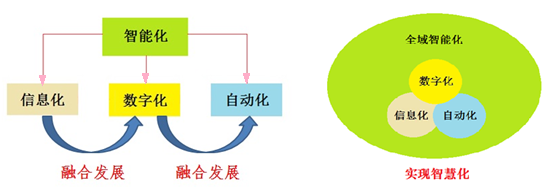 智能化
信息化
数字化
自动化
融合发展
融合发展
全域智能化
数字化
信息化
自动化
实现智慧化